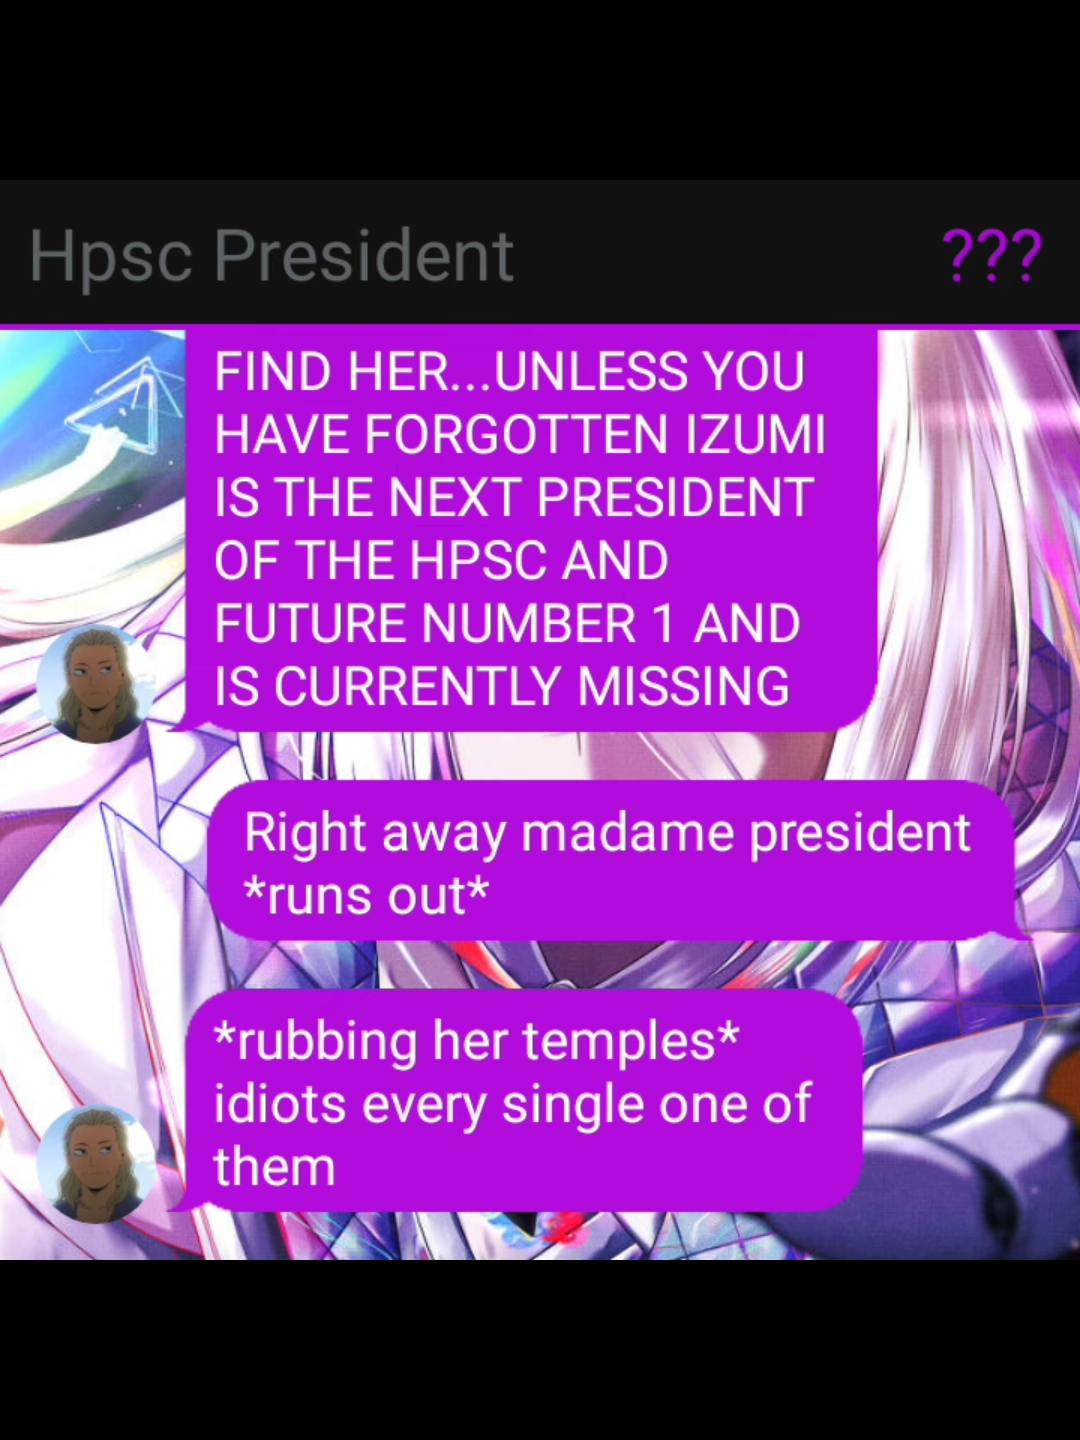 Hpsc President
???
FIND HER...UNLESS YOU
HAVE FORGOTTEN IZUMI
IS THE NEXT PRESIDENT
OF THE HPSC AND
FUTURE NUMBER 1 AND
IS CURRENTLY MISSING
Right away madame president
*runs out*
*rubbing her temples*
idiots every single one of
them